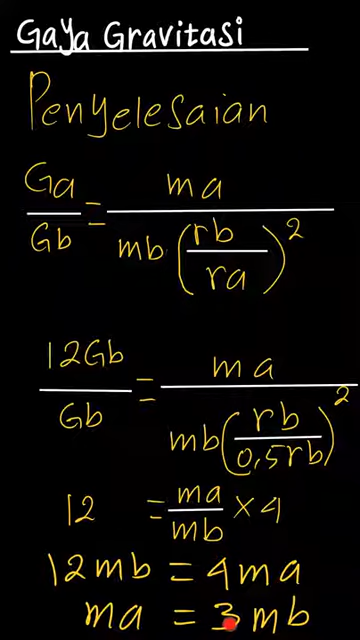 Gaya Gravitasi
Penyelesaian
Ga/Gb = ma/mb (rb/ra)²
12Gb/Gb = ma/mb (rb/0,5rb)²
12 = ma/mb × 4
12mb = 4ma
ma = 3mb